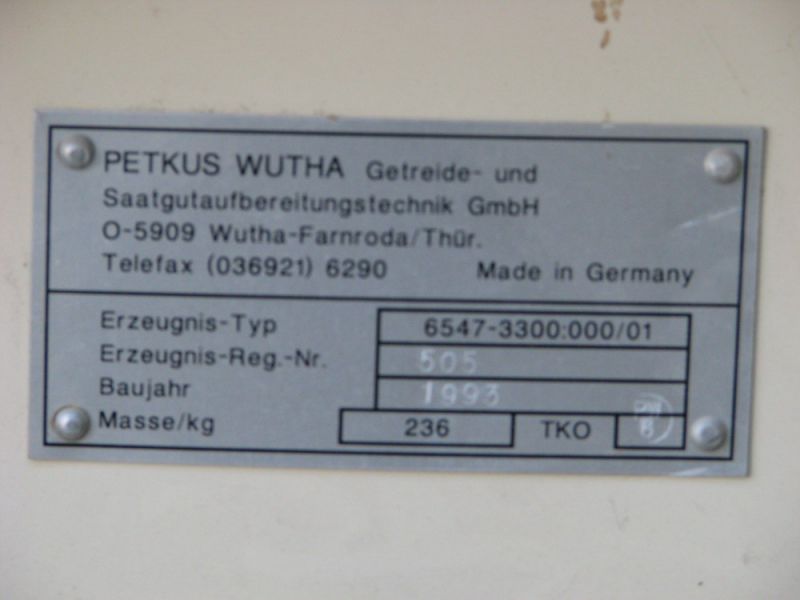 PETKUS WUTHA Getreide- und
Saatgutaufbereitungstechnik GmbH
O-5909 Wutha-Farnroda/Thür.
Telefax (036921) 6290 Made in Germany
Erzeugnis-Typ 6547-3300:000/01
Erzeugnis-Reg.-Nr. 505
Baujahr 1993
Masse/kg 236 TKO